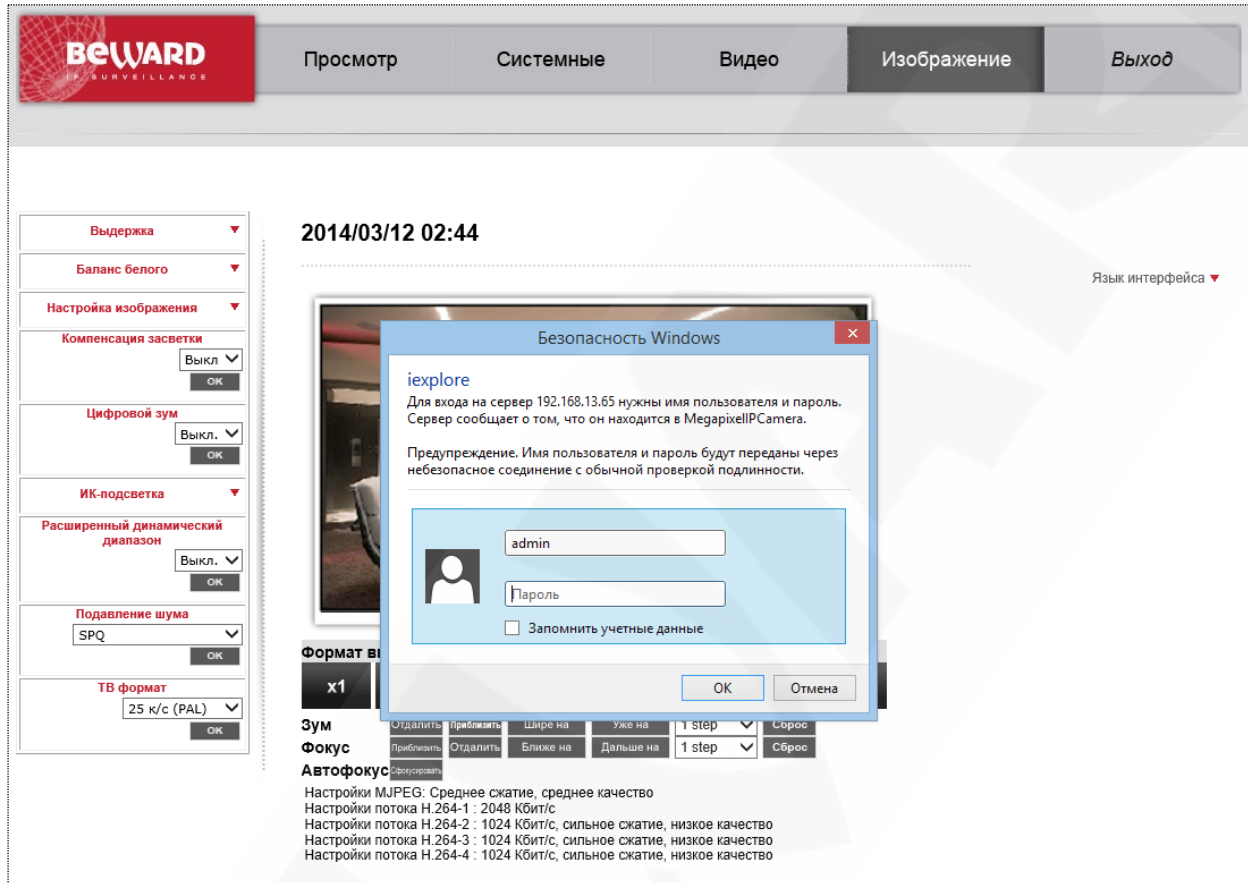 BEWARD
IP SURVEILLANCE
Просмотр
Системные
Видео
Изображение
Выход
Выдержка
Баланс белого
Настройка изображения
Компенсация засветки
Выкл
ОК
Цифровой зум
Выкл.
ОК
ИК-подсветка
Расширенный динамический
диапазон
Выкл.
ОК
Подавление шума
SPQ
ОК
ТВ формат
25 к/с (PAL)
ОК
2014/03/12 02:44
Язык интерфейса
Безопасность Windows
iexplore
Для входа на сервер 192.168.13.65 нужны имя пользователя и пароль.
Сервер сообщает о том, что он находится в MegapixelIPCamera.
Предупреждение. Имя пользователя и пароль будут переданы через
небезопасное соединение с обычной проверкой подлинности.
admin
Пароль
Запомнить учетные данные
ОК
Отмена
Формат
x1
Зум Отдалить Приблизить Шире на Уже на 1 step Сброс
Фокус Приблизить Отдалить Ближе на Дальше на 1 step Сброс
Автофокус Сфокусировать
Настройки MJPEG: Среднее сжатие, среднее качество
Настройки потока H.264-1 : 2048 Кбит/с
Настройки потока H.264-2 : 1024 Кбит/с, сильное сжатие, низкое качество
Настройки потока H.264-3 : 1024 Кбит/с, сильное сжатие, низкое качество
Настройки потока H.264-4 : 1024 Кбит/с, сильное сжатие, низкое качество